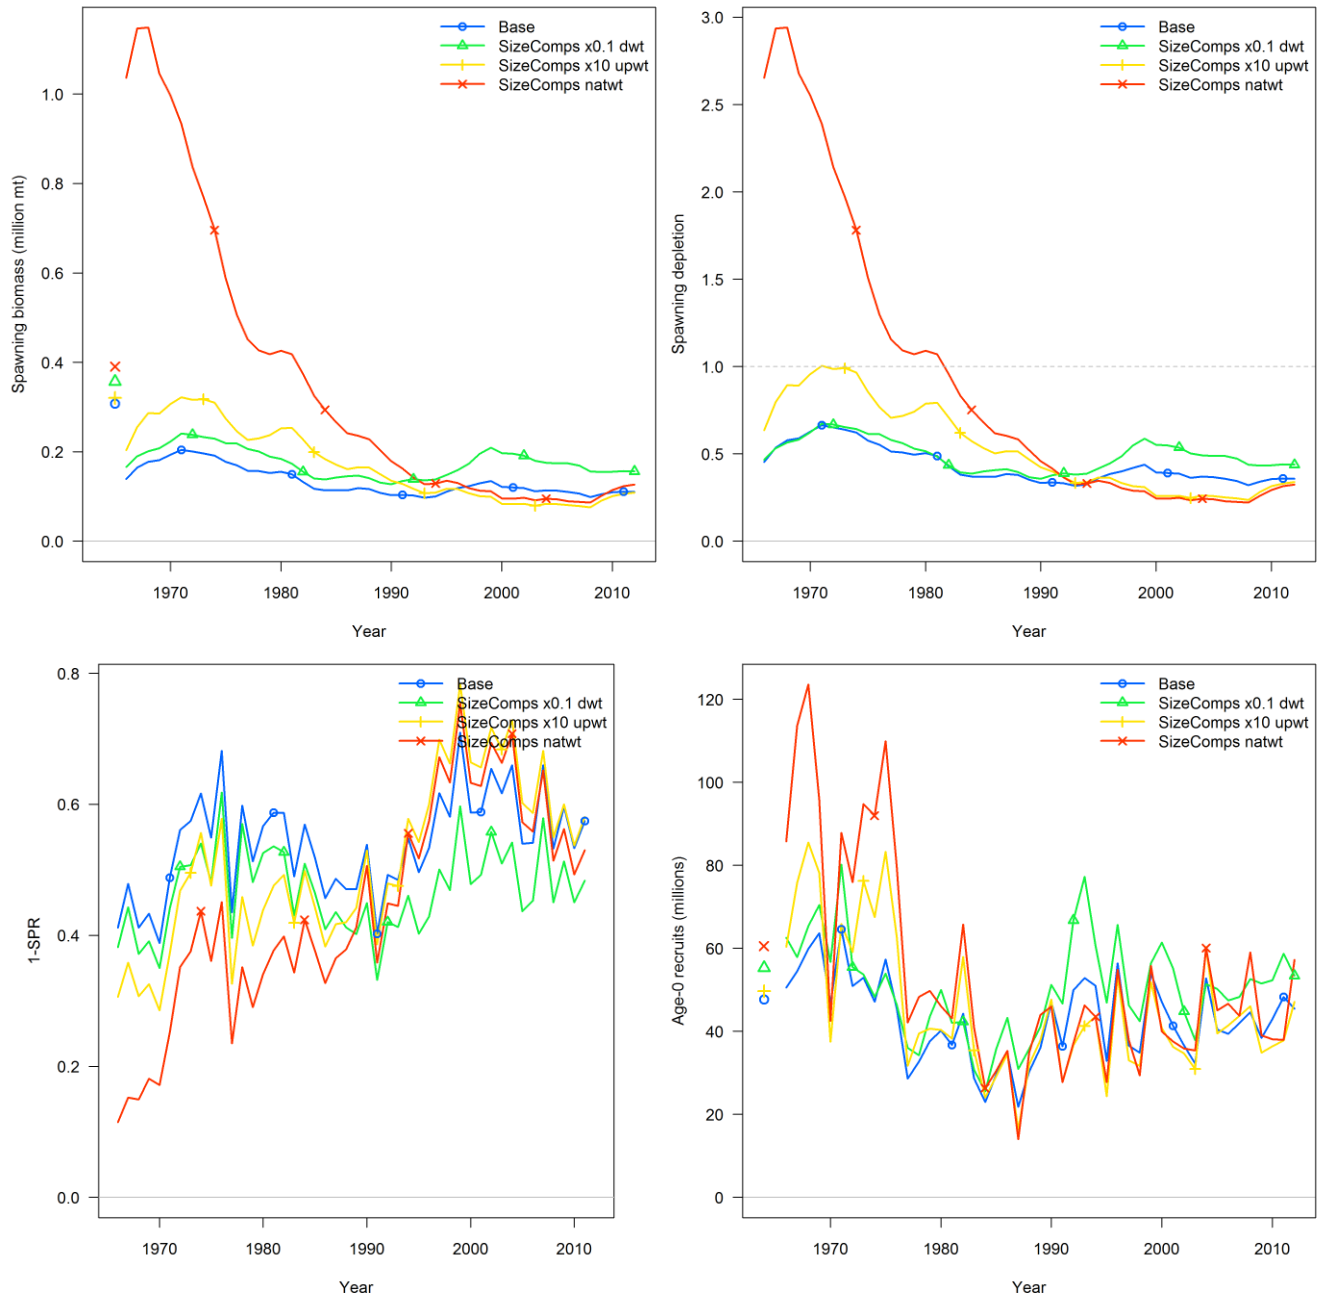 Base
SizeComps x0.1 dwt
SizeComps x10 upwt
SizeComps natwt
1.0
0.8
0.6
0.4
0.2
0.0
Spawning biomass (million mt)
1970 1980 1990 2000 2010
Year
Base
SizeComps x0.1 dwt
SizeComps x10 upwt
SizeComps natwt
3.0
2.5
2.0
1.5
1.0
0.5
0.0
Spawning depletion
1970 1980 1990 2000 2010
Year
Base
SizeComps x0.1 dwt
SizeComps x10 upwt
SizeComps natwt
0.8
0.6
0.4
0.2
0.0
1-SPR
1970 1980 1990 2000 2010
Year
Base
SizeComps x0.1 dwt
SizeComps x10 upwt
SizeComps natwt
120
100
80
60
40
20
0
Age-0 recruits (millions)
1970 1980 1990 2000 2010
Year